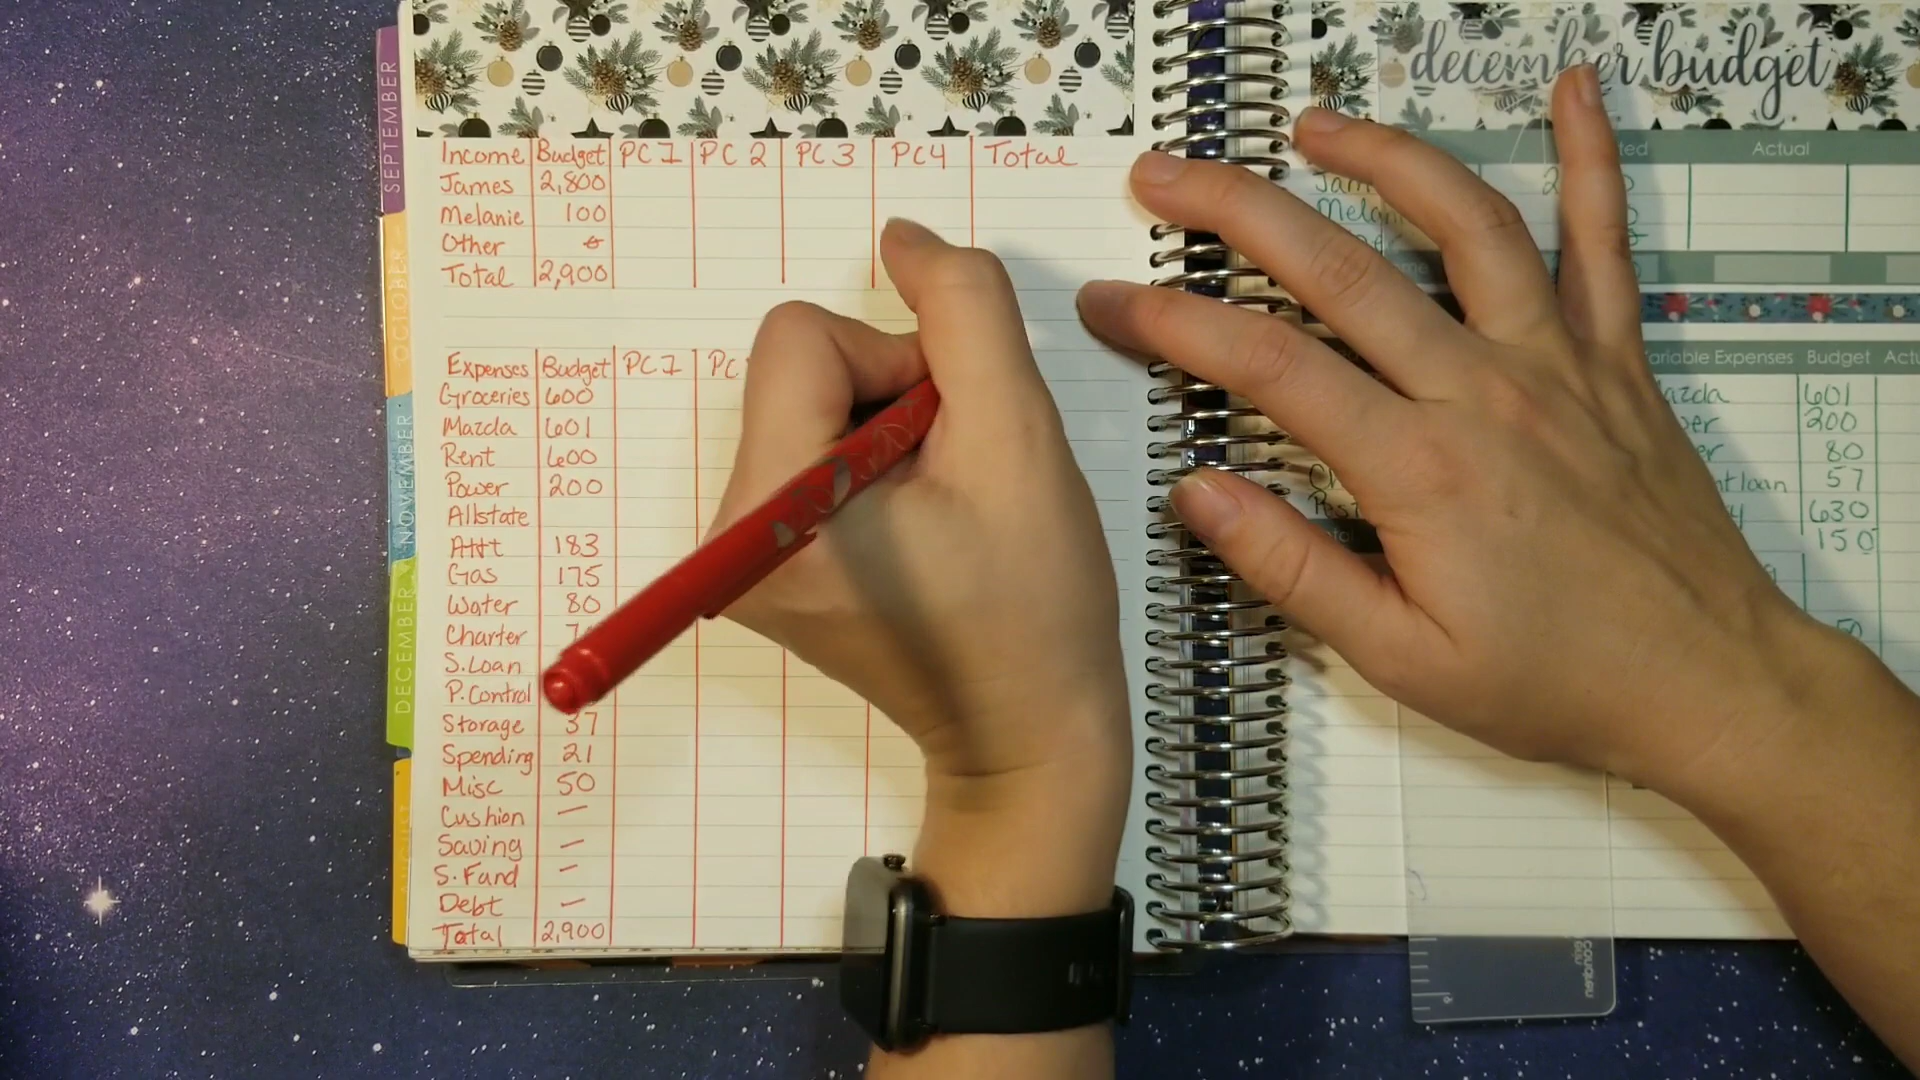 SEPTEMBER
OCTOBER
NOVEMBER
DECEMBER
AUGUST
Income Budget PC 1 PC 2 PC 3 PC4 Total
James 2,800
Melanie 100
Other
Total 2,900
Expenses Budget PC 1 PC
Groceries 600
Mazda 601
Rent 600
Power 200
Allstate
Att 183
Gas 175
Water 80
Charter
S.Loan
P.Control
Storage 37
Spending 21
Misc 50
Cushion —
Saving —
S.Fund —
Debt —
Total 2,900
december budget
Actual
Variable Expenses Budget
Mazda 601
200
80
57
630
150